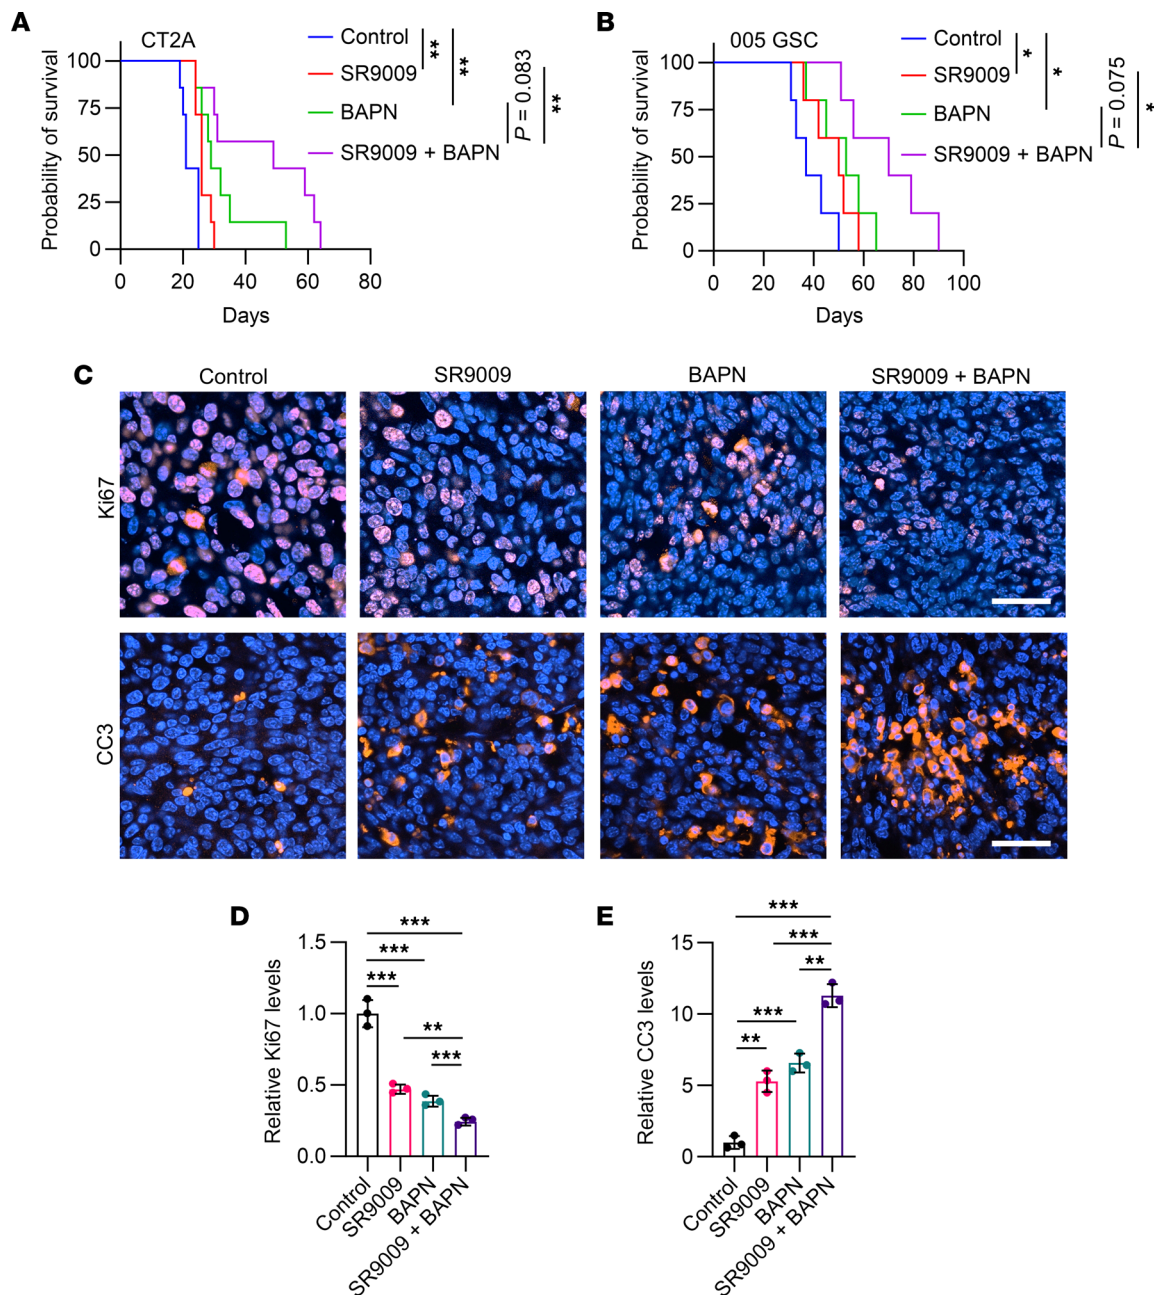 A
CT2A
Probability of survival
100
75
50
25
0
0 20 40 60 80
Days
Control
SR9009
BAPN
SR9009 + BAPN
**
**
P = 0.083
**
B
005 GSC
Probability of survival
100
75
50
25
0
0 20 40 60 80 100
Days
Control
SR9009
BAPN
SR9009 + BAPN
*
*
P = 0.075
*
C
Control SR9009 BAPN SR9009 + BAPN
Ki67
CC3
D
Relative Ki67 levels
1.5
1.0
0.5
0.0
***
***
***
**
***
Control
SR9009
BAPN
SR9009 + BAPN
E
Relative CC3 levels
15
10
5
0
***
***
**
***
**
Control
SR9009
BAPN
SR9009 + BAPN